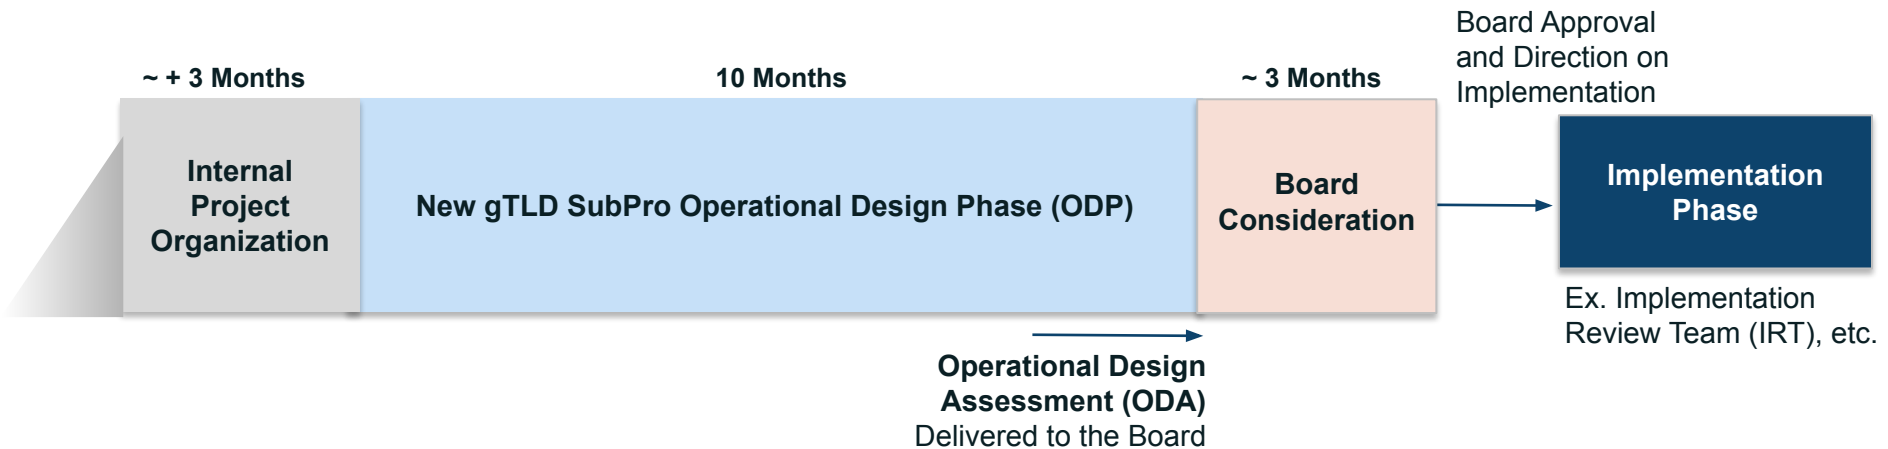 ~ + 3 Months
10 Months
~ 3 Months
Board Approval
and Direction on
Implementation
Internal
Project
Organization
New gTLD SubPro Operational Design Phase (ODP)
Board
Consideration
Implementation
Phase
Ex. Implementation
Review Team (IRT), etc.
Operational Design
Assessment (ODA)
Delivered to the Board